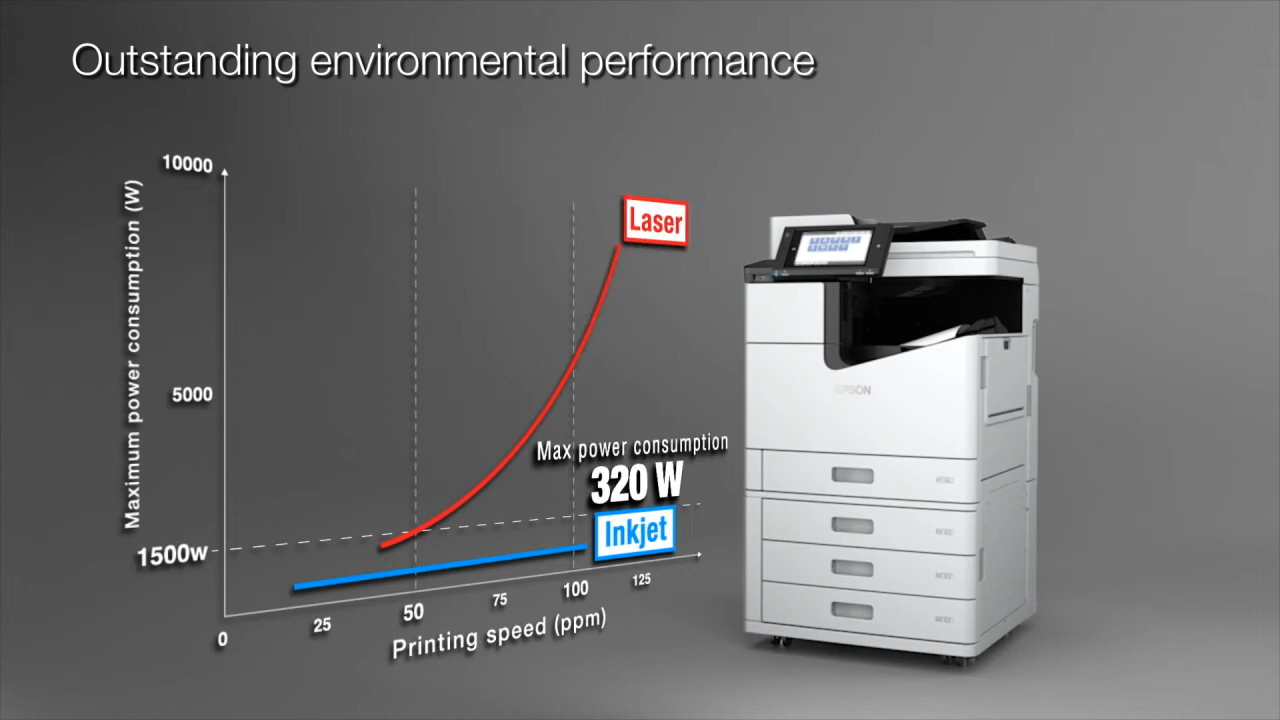 Outstanding environmental performance
10000
Maximum power consumption (W)
5000
1500w
Laser
Max power consumption
320 W
Inkjet
0
25
50
75
100
125
Printing speed (ppm)
EPSON